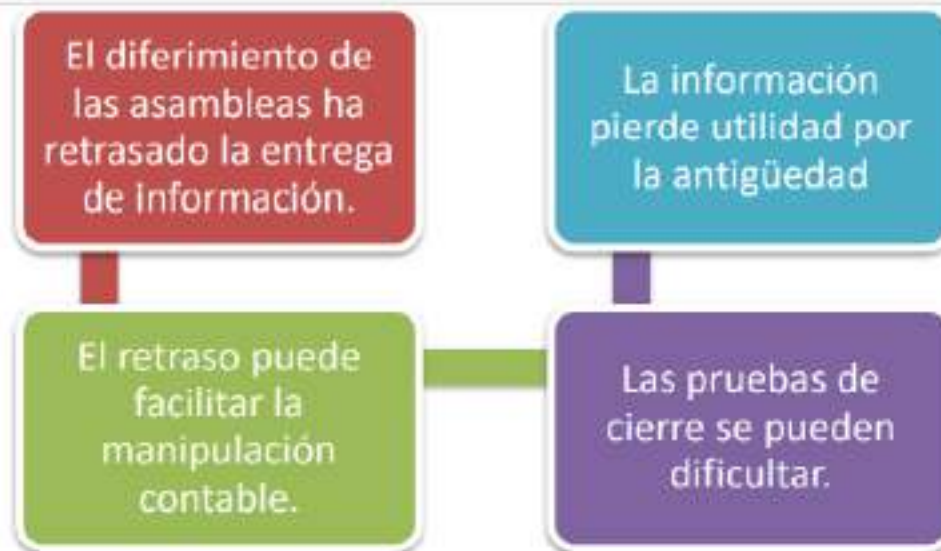 El diferimiento de
las asambleas ha
retrasado la entrega
de información.
El retraso puede
facilitar la
manipulación
contable.
Las pruebas de
cierre se pueden
dificultar.
La información
pierde utilidad por
la antigüedad